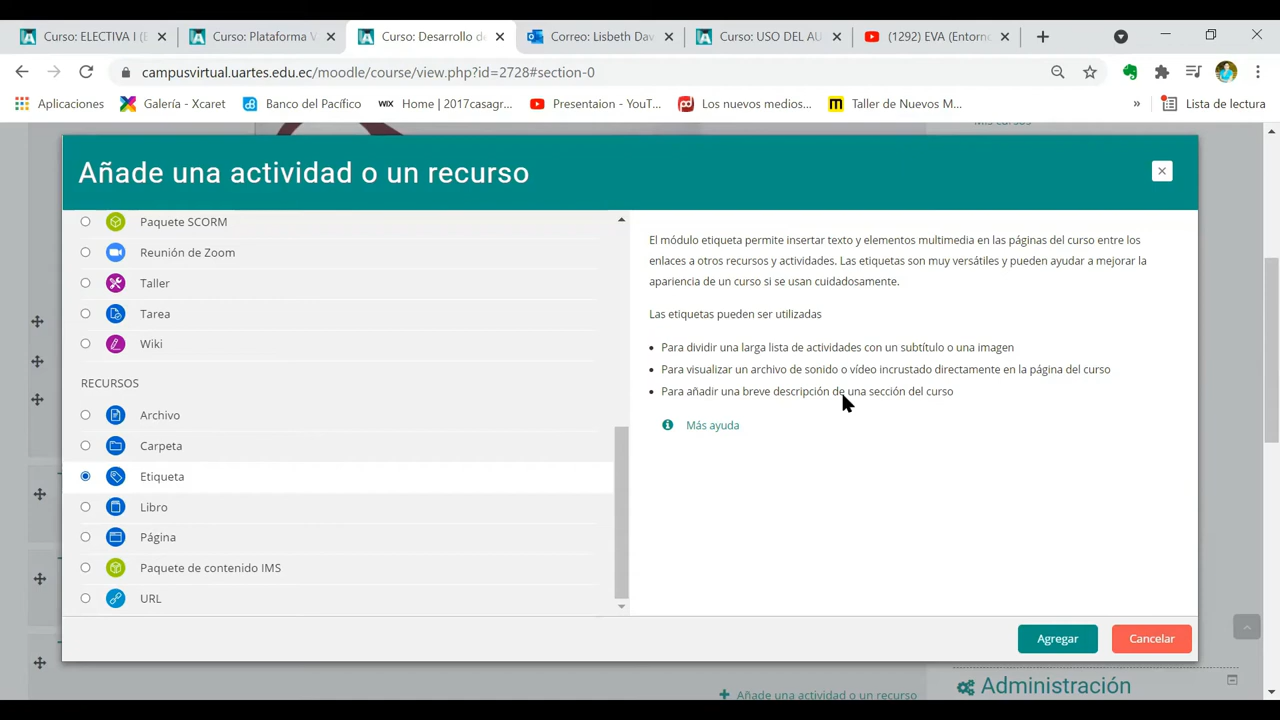 Curso: ELECTIVA I (E
Curso: Plataforma V
Curso: Desarrollo de
Correo: Lisbeth Dav
Curso: USO DEL AU
(1292) EVA (Entorno
campusvirtual.uartes.edu.ec/moodle/course/view.php?id=2728#section-0
Aplicaciones
Galería - Xcaret
Banco del Pacífico
WIX Home | 2017casagr...
Presentaion - YouT...
Los nuevos medios...
Taller de Nuevos M...
»
Lista de lectura
Añade una actividad o un recurso
Paquete SCORM
Reunión de Zoom
Taller
Tarea
Wiki
RECURSOS
Archivo
Carpeta
Etiqueta
Libro
Página
Paquete de contenido IMS
URL
El módulo etiqueta permite insertar texto y elementos multimedia en las páginas del curso entre los
enlaces a otros recursos y actividades. Las etiquetas son muy versátiles y pueden ayudar a mejorar la
apariencia de un curso si se usan cuidadosamente.
Las etiquetas pueden ser utilizadas
• Para dividir una larga lista de actividades con un subtítulo o una imagen
• Para visualizar un archivo de sonido o vídeo incrustado directamente en la página del curso
• Para añadir una breve descripción de una sección del curso
Más ayuda
Agregar
Cancelar
Administración
Añade una actividad o un recurso